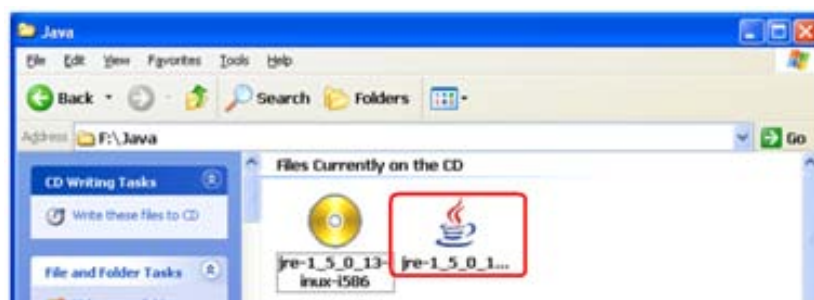 Java
File Edit View Favorites Tools Help
Back Search Folders
Address F:\Java Go
Files Currently on the CD
CD Writing Tasks
Write these files to CD
jre-1_5_0_13- jre-1_5_0_1...
inux-i586
File and Folder Tasks